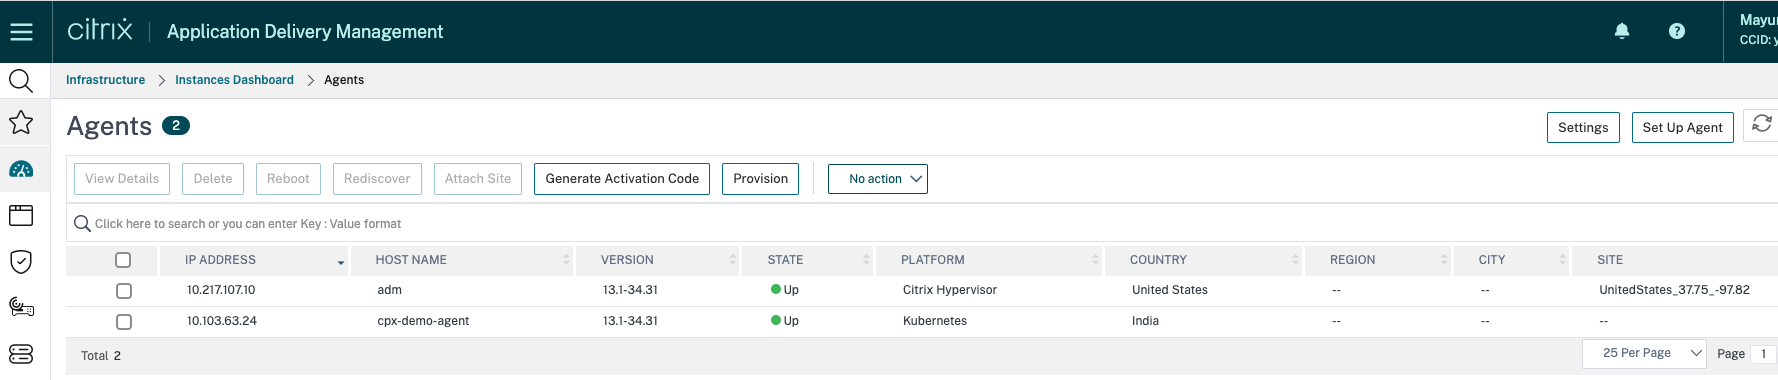 citrix Application Delivery Management
Mayur
CCID: y
Infrastructure Instances Dashboard Agents
Agents 2
Settings Set Up Agent
View Details Delete Reboot Rediscover Attach Site Generate Activation Code Provision No action
Click here to search or you can enter Key : Value format
IP ADDRESS HOST NAME VERSION STATE PLATFORM COUNTRY REGION CITY SITE
10.217.107.10 adm 13.1-34.31 Up Citrix Hypervisor United States -- -- UnitedStates_37.75_-97.82
10.103.63.24 cpx-demo-agent 13.1-34.31 Up Kubernetes India -- -- --
Total 2 25 Per Page Page 1